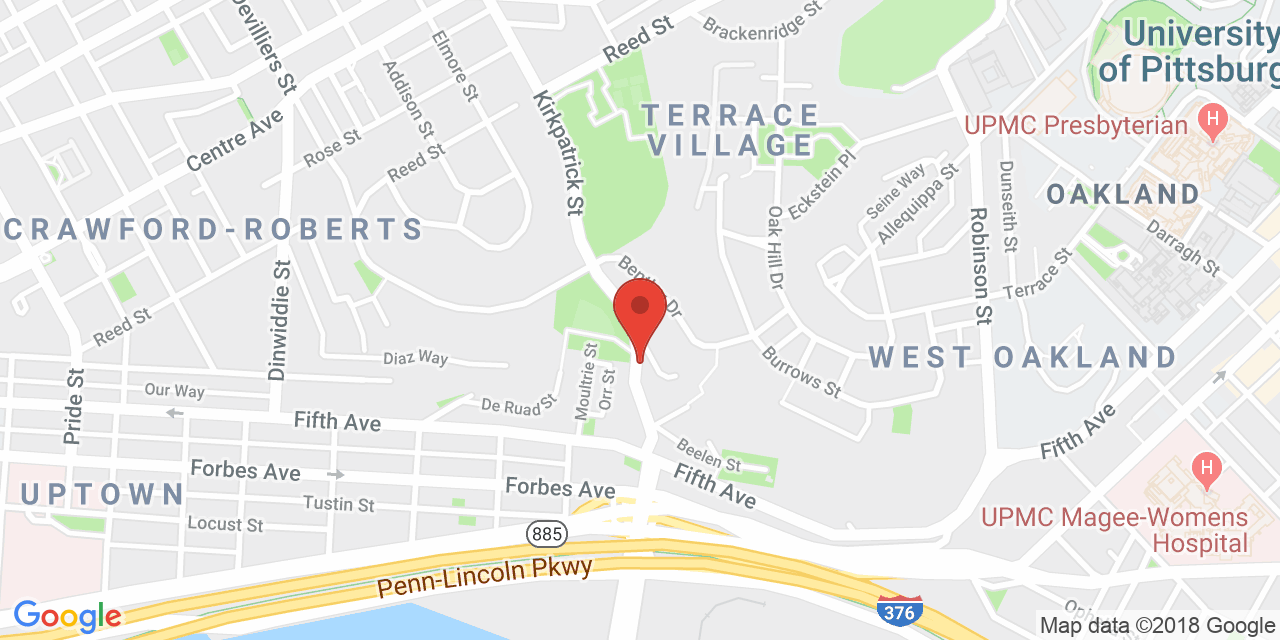 Devilliers St
Elmore St
Reed St
Brackenridge St
University
of Pittsburg
Addison St
Kirkpatrick St
TERRACE
VILLAGE
UPMC Presbyterian
H
Centre Ave
Rose St
Reed St
Eckstein Pl
Seine Way
Allequippa St
Dunseith St
OAKLAND
CRAWFORD-ROBERTS
Oak Hill Dr
Robinson St
Darragh St
Terrace St
Dinwiddie St
Reed St
Dr
Diaz Way
Moultrie St
Orr St
Burrows St
WEST OAKLAND
Pride St
Our Way
De Ruad St
Fifth Ave
Fifth Ave
Beelen St
Forbes Ave
Fifth Ave
H
UPTOWN
Tustin St
Forbes Ave
Locust St
885
UPMC Magee-Womens
Hospital
Penn-Lincoln Pkwy
376
Google
Map data ©2018 Google